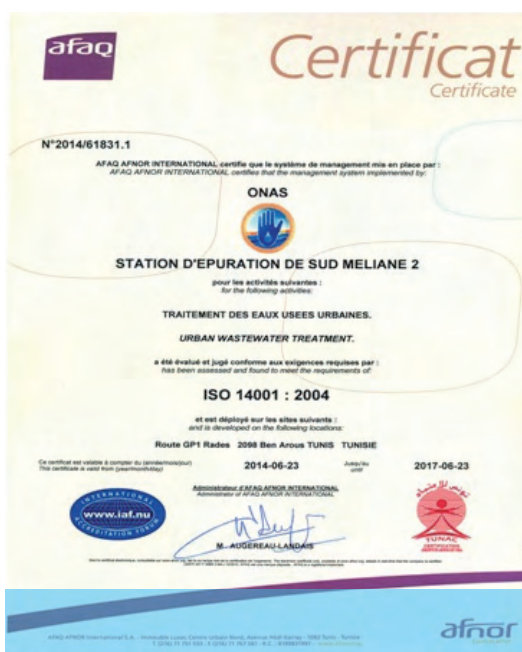 afaq
Certificat
Certificate
N°2014/61831.1
AFAQ AFNOR INTERNATIONAL certifie que le système de management mis en place par :
AFAQ AFNOR INTERNATIONAL certifies that the management system implemented by:
ONAS
STATION D'EPURATION DE SUD MELIANE 2
pour les activités suivantes :
for the following activities:
TRAITEMENT DES EAUX USEES URBAINES.
URBAN WASTEWATER TREATMENT.
a été évalué et jugé conforme aux exigences requises par :
has been assessed and found to meet the requirements of:
ISO 14001 : 2004
et est déployé sur les sites suivants :
and is developed on the following locations:
Route GP1 Rades 2098 Ben Arous TUNIS TUNISIE
Ce certificat est valable à compter du (année/mois/jour)
This certificate is valid from (year/month/day)
2014-06-23
Jusqu'au
until
2017-06-23
Administrateur d'AFAQ AFNOR INTERNATIONAL
Administrator of AFAQ AFNOR INTERNATIONAL
M. AUGEREAU-LANDAIS
INTERNATIONAL
www.iaf.nu
ACCREDITATION FORUM
تونس للإعتماد
TUNAC
CERTIFICATION
afnor